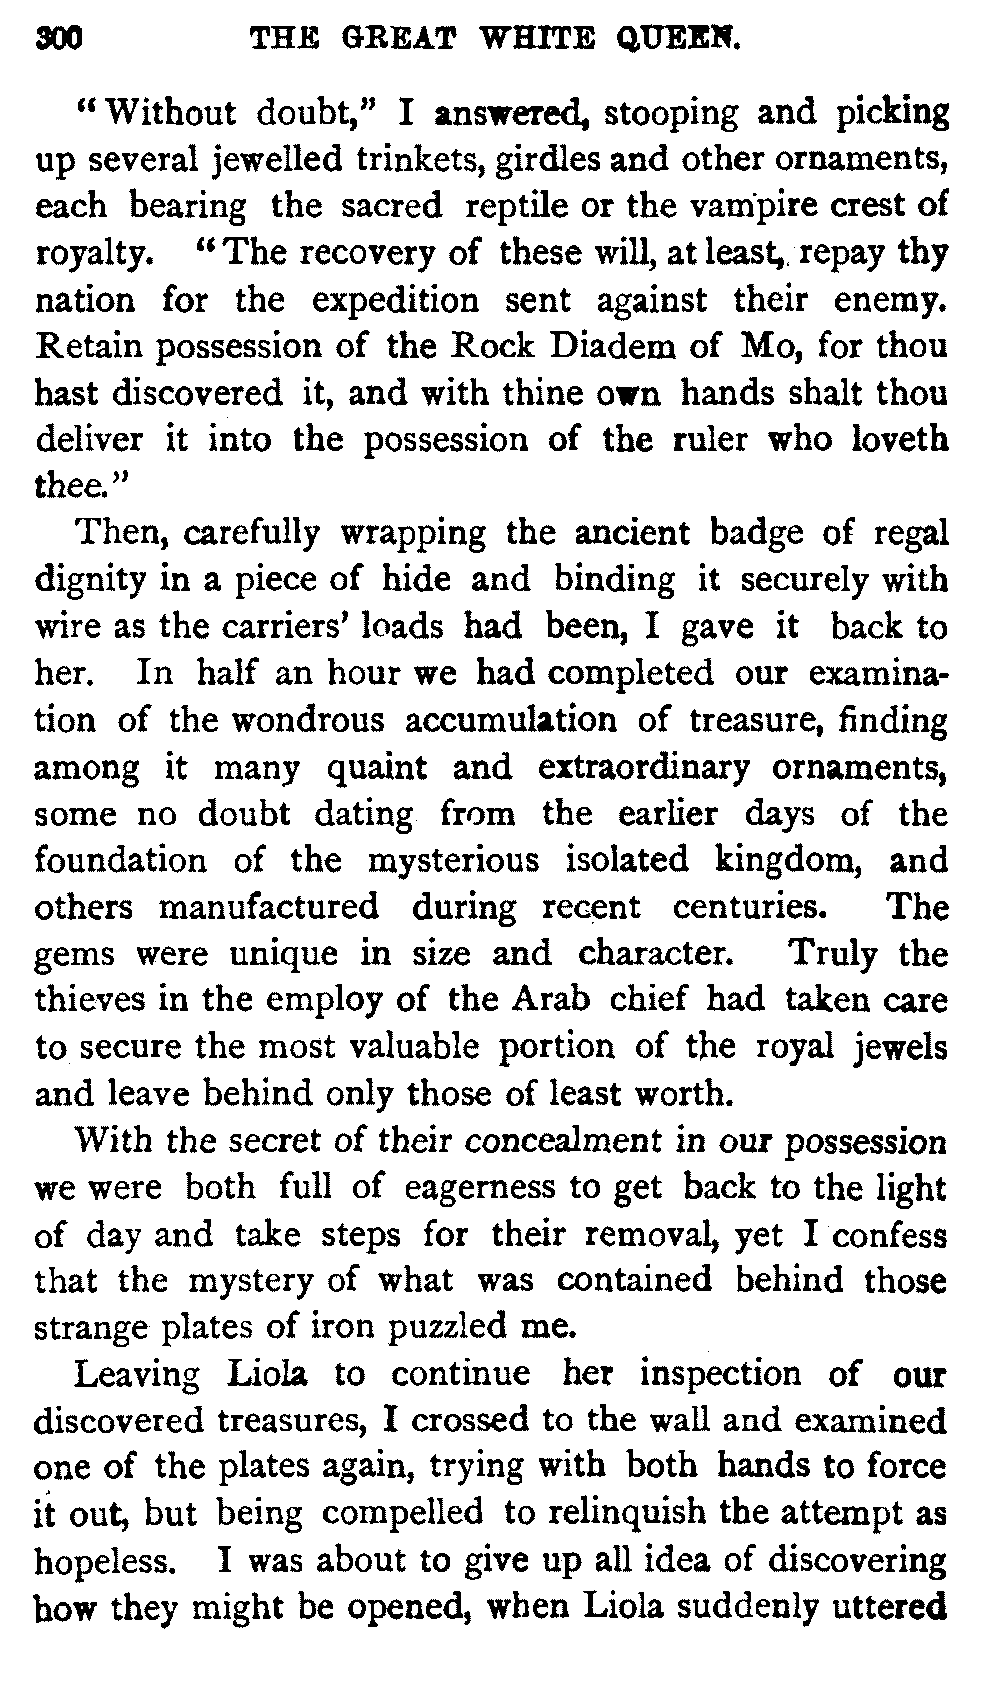 300 THE GREAT WHITE QUEEN.
"Without doubt," I answered, stooping and picking
up several jewelled trinkets, girdles and other ornaments,
each bearing the sacred reptile or the vampire crest of
royalty. "The recovery of these will, at least, repay thy
nation for the expedition sent against their enemy.
Retain possession of the Rock Diadem of Mo, for thou
hast discovered it, and with thine own hands shalt thou
deliver it into the possession of the ruler who loveth
thee."
Then, carefully wrapping the ancient badge of regal
dignity in a piece of hide and binding it securely with
wire as the carriers' loads had been, I gave it back to
her. In half an hour we had completed our examina-
tion of the wondrous accumulation of treasure, finding
among it many quaint and extraordinary ornaments,
some no doubt dating from the earlier days of the
foundation of the mysterious isolated kingdom, and
others manufactured during recent centuries. The
gems were unique in size and character. Truly the
thieves in the employ of the Arab chief had taken care
to secure the most valuable portion of the royal jewels
and leave behind only those of least worth.
With the secret of their concealment in our possession
we were both full of eagerness to get back to the light
of day and take steps for their removal, yet I confess
that the mystery of what was contained behind those
strange plates of iron puzzled me.
Leaving Liola to continue her inspection of our
discovered treasures, I crossed to the wall and examined
one of the plates again, trying with both hands to force
it out, but being compelled to relinquish the attempt as
hopeless. I was about to give up all idea of discovering
how they might be opened, when Liola suddenly uttered